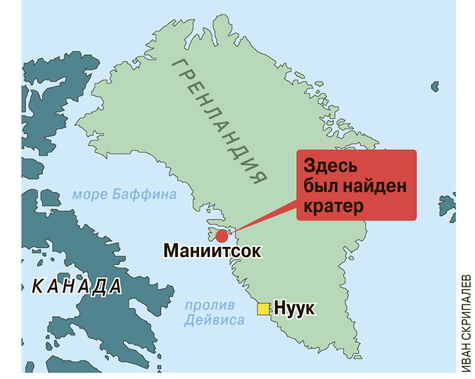 ГРЕНЛАНДИЯ
Здесь
был найден
кратер
море Баффина
Маниитсок
КАНАДА
пролив
Дейвиса
Нуук
ИВАН СКРИПАЛЕВ